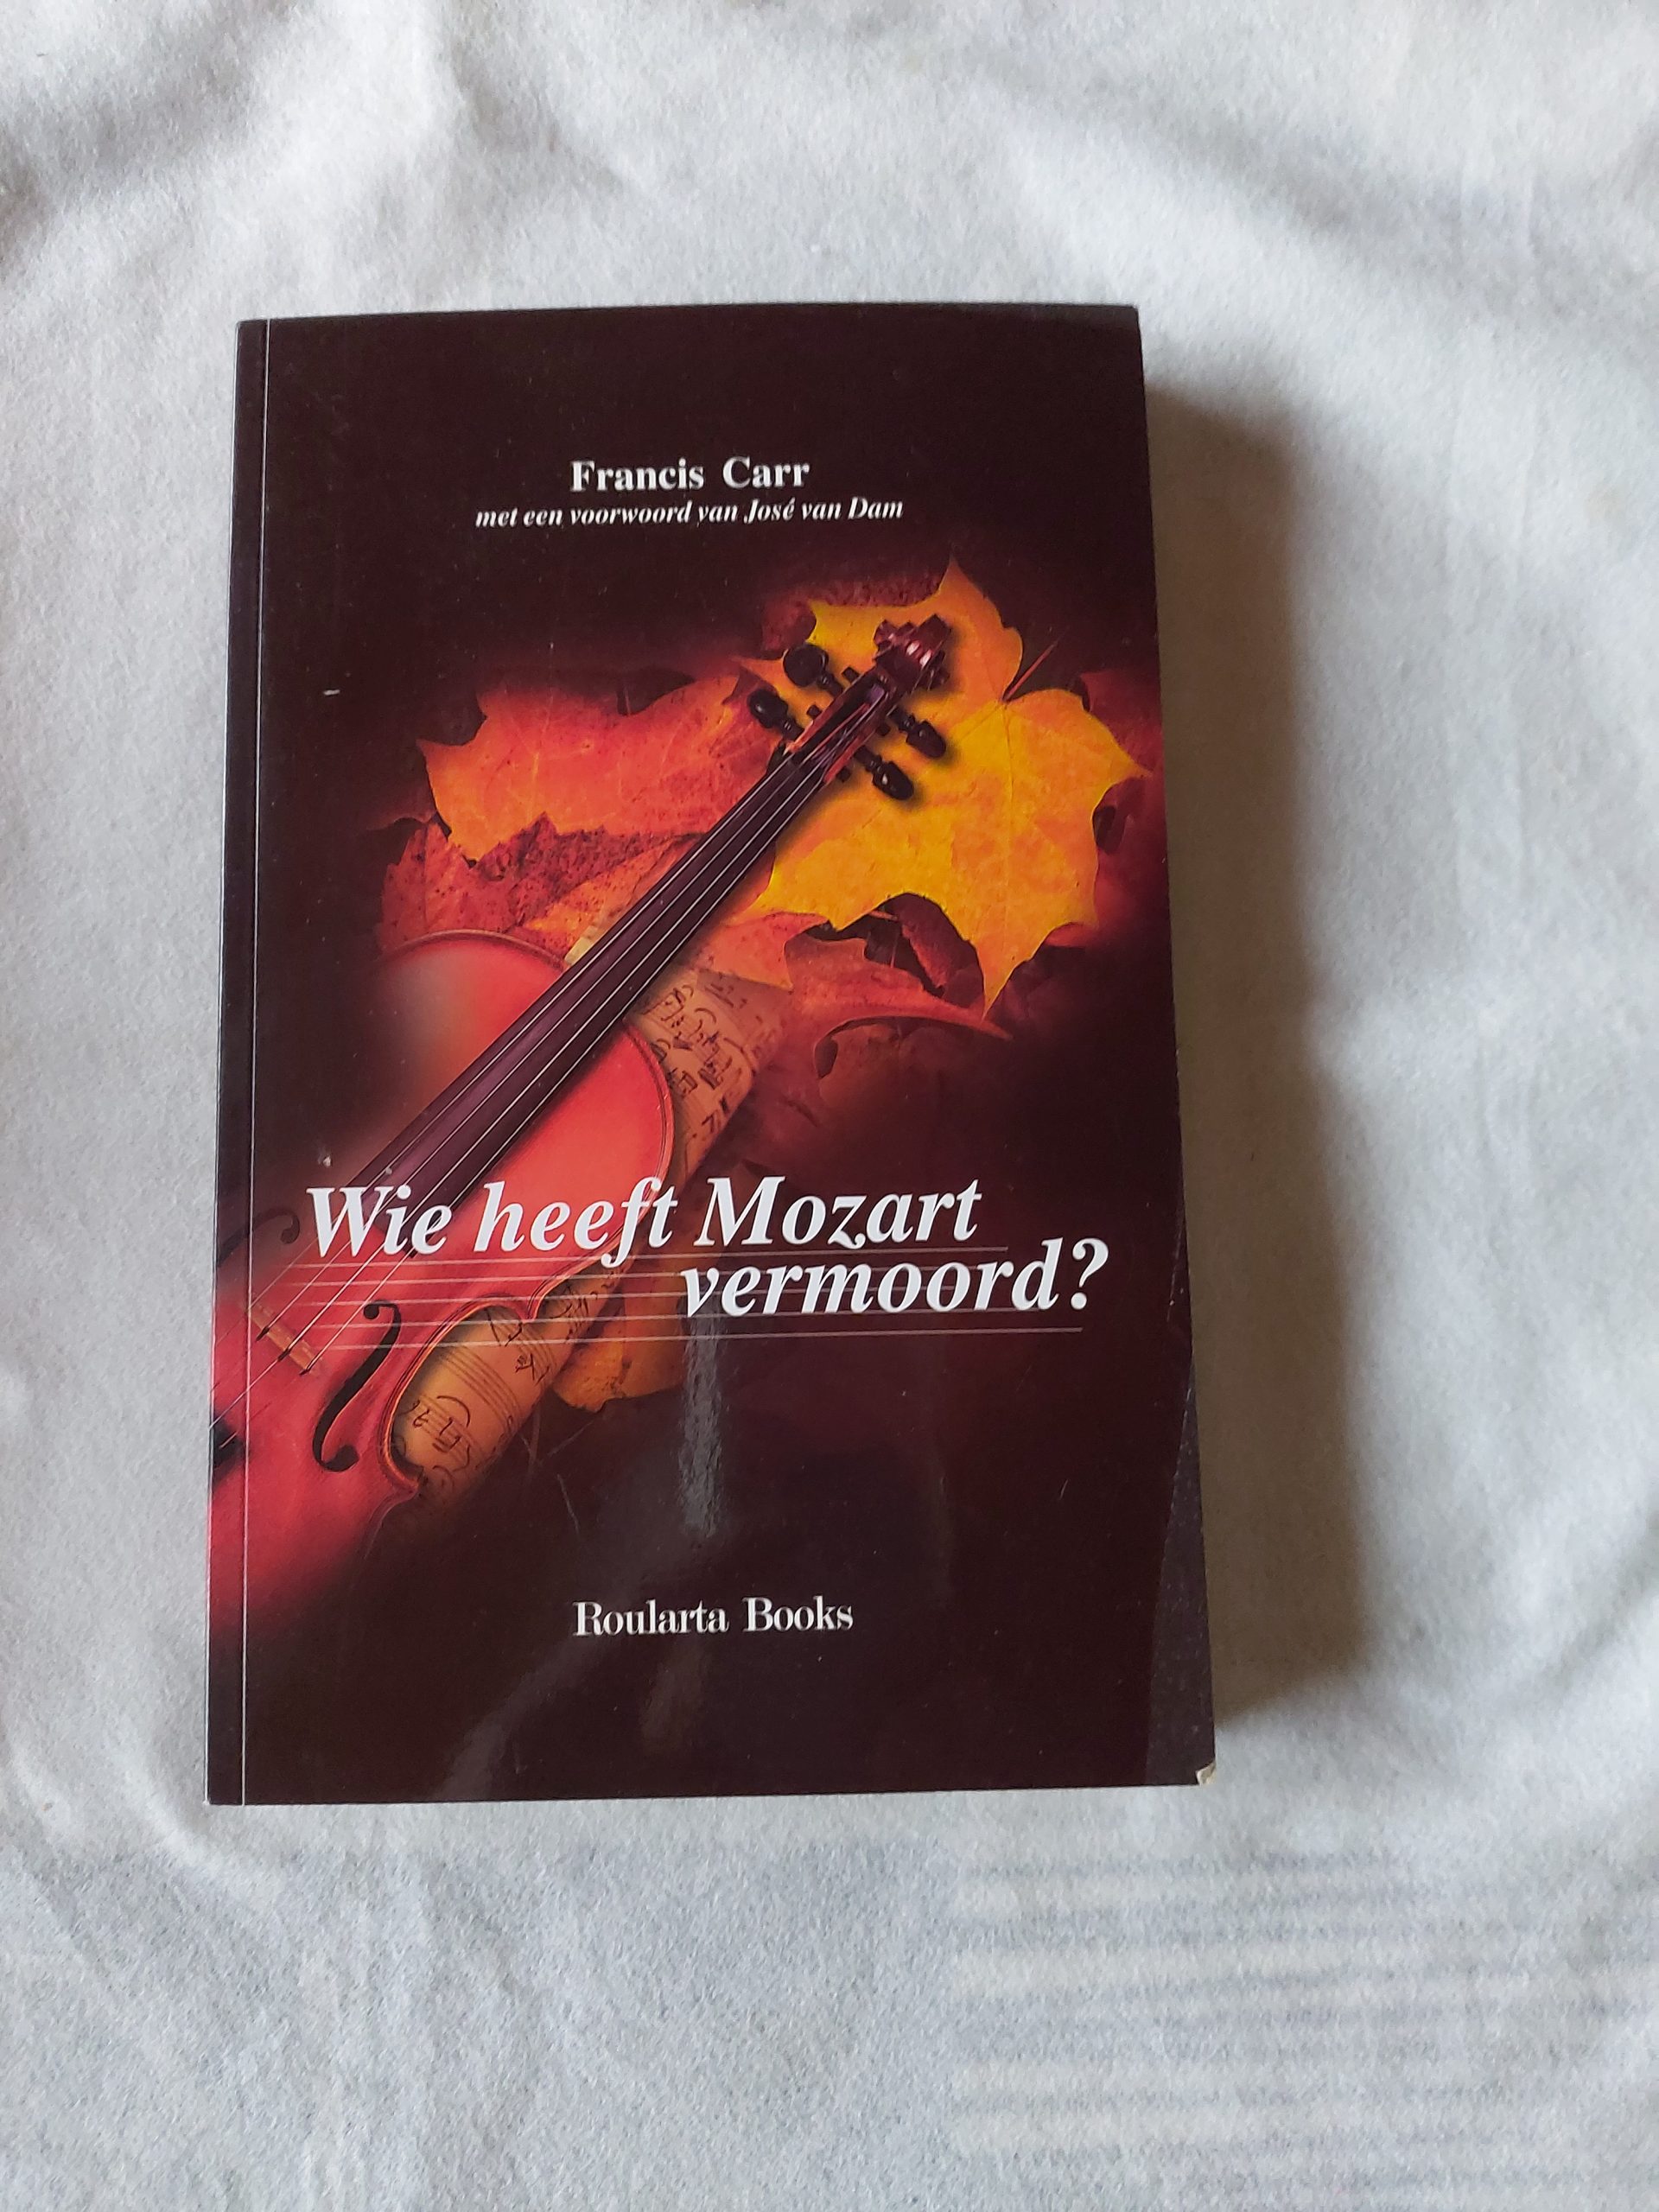 Francis Carr
met een voorwoord van José van Dam
Wie heeft Mozart
vermoord?
Roularta Books